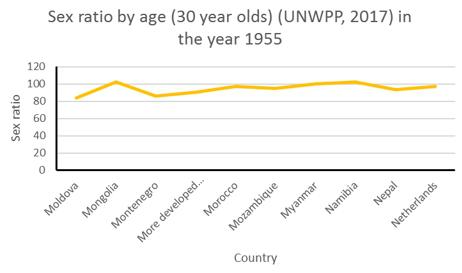 Sex ratio by age (30 year olds) (UNWPP, 2017) in
the year 1955
Sex ratio
120
100
80
60
40
20
0
Moldova
Mongolia
Montenegro
More developed...
Morocco
Mozambique
Myanmar
Namibia
Nepal
Netherlands
Country